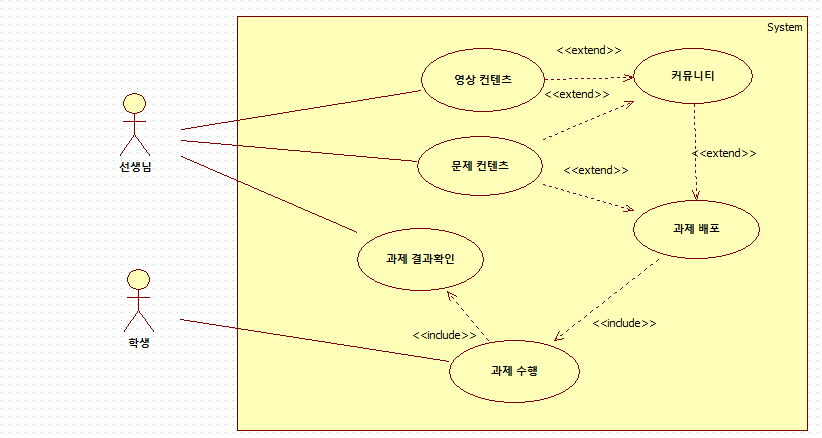 System
<<extend>>
영상 컨텐츠
커뮤니티
<<extend>>
선생님
문제 컨텐츠
<<extend>>
<<extend>>
과제 배포
과제 결과확인
학생
<<include>>
<<include>>
과제 수행